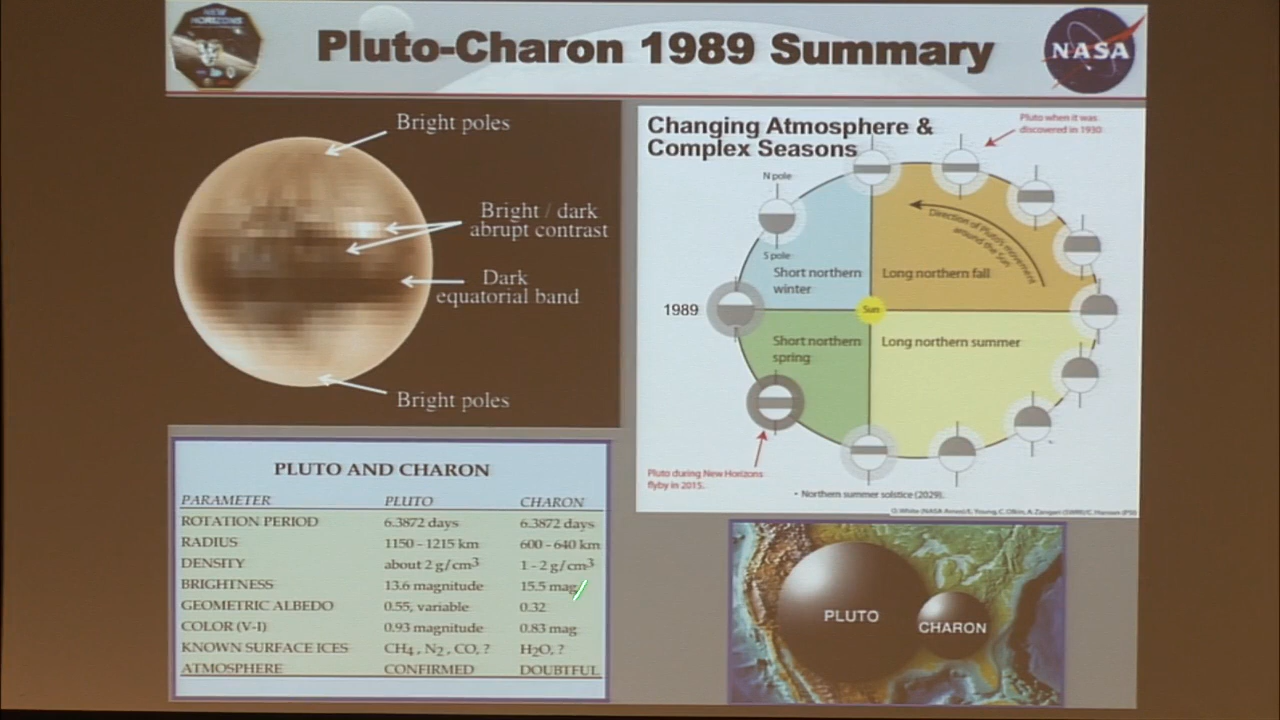 NEW HORIZONS
Pluto-Charon 1989 Summary
NASA
Bright poles
Bright / dark
abrupt contrast
Dark
equatorial band
Bright poles
Changing Atmosphere &
Complex Seasons
Pluto when it was
discovered in 1930
N pole
S pole
Direction of Pluto's movement
around the Sun
Short northern
winter
Long northern fall
1989
Sun
Short northern
spring
Long northern summer
Pluto during New Horizons
flyby in 2015.
• Northern summer solstice (2029).
PLUTO AND CHARON
PARAMETER PLUTO CHARON
ROTATION PERIOD 6.3872 days 6.3872 days
RADIUS 1150 - 1215 km 600 - 640 km
DENSITY about 2 g/cm³ 1 - 2 g/cm³
BRIGHTNESS 13.6 magnitude 15.5 mag
GEOMETRIC ALBEDO 0.55, variable 0.32
COLOR (V-I) 0.93 magnitude 0.83 mag
KNOWN SURFACE ICES CH₄, N₂, CO, ? H₂O, ?
ATMOSPHERE CONFIRMED DOUBTFUL
PLUTO
CHARON